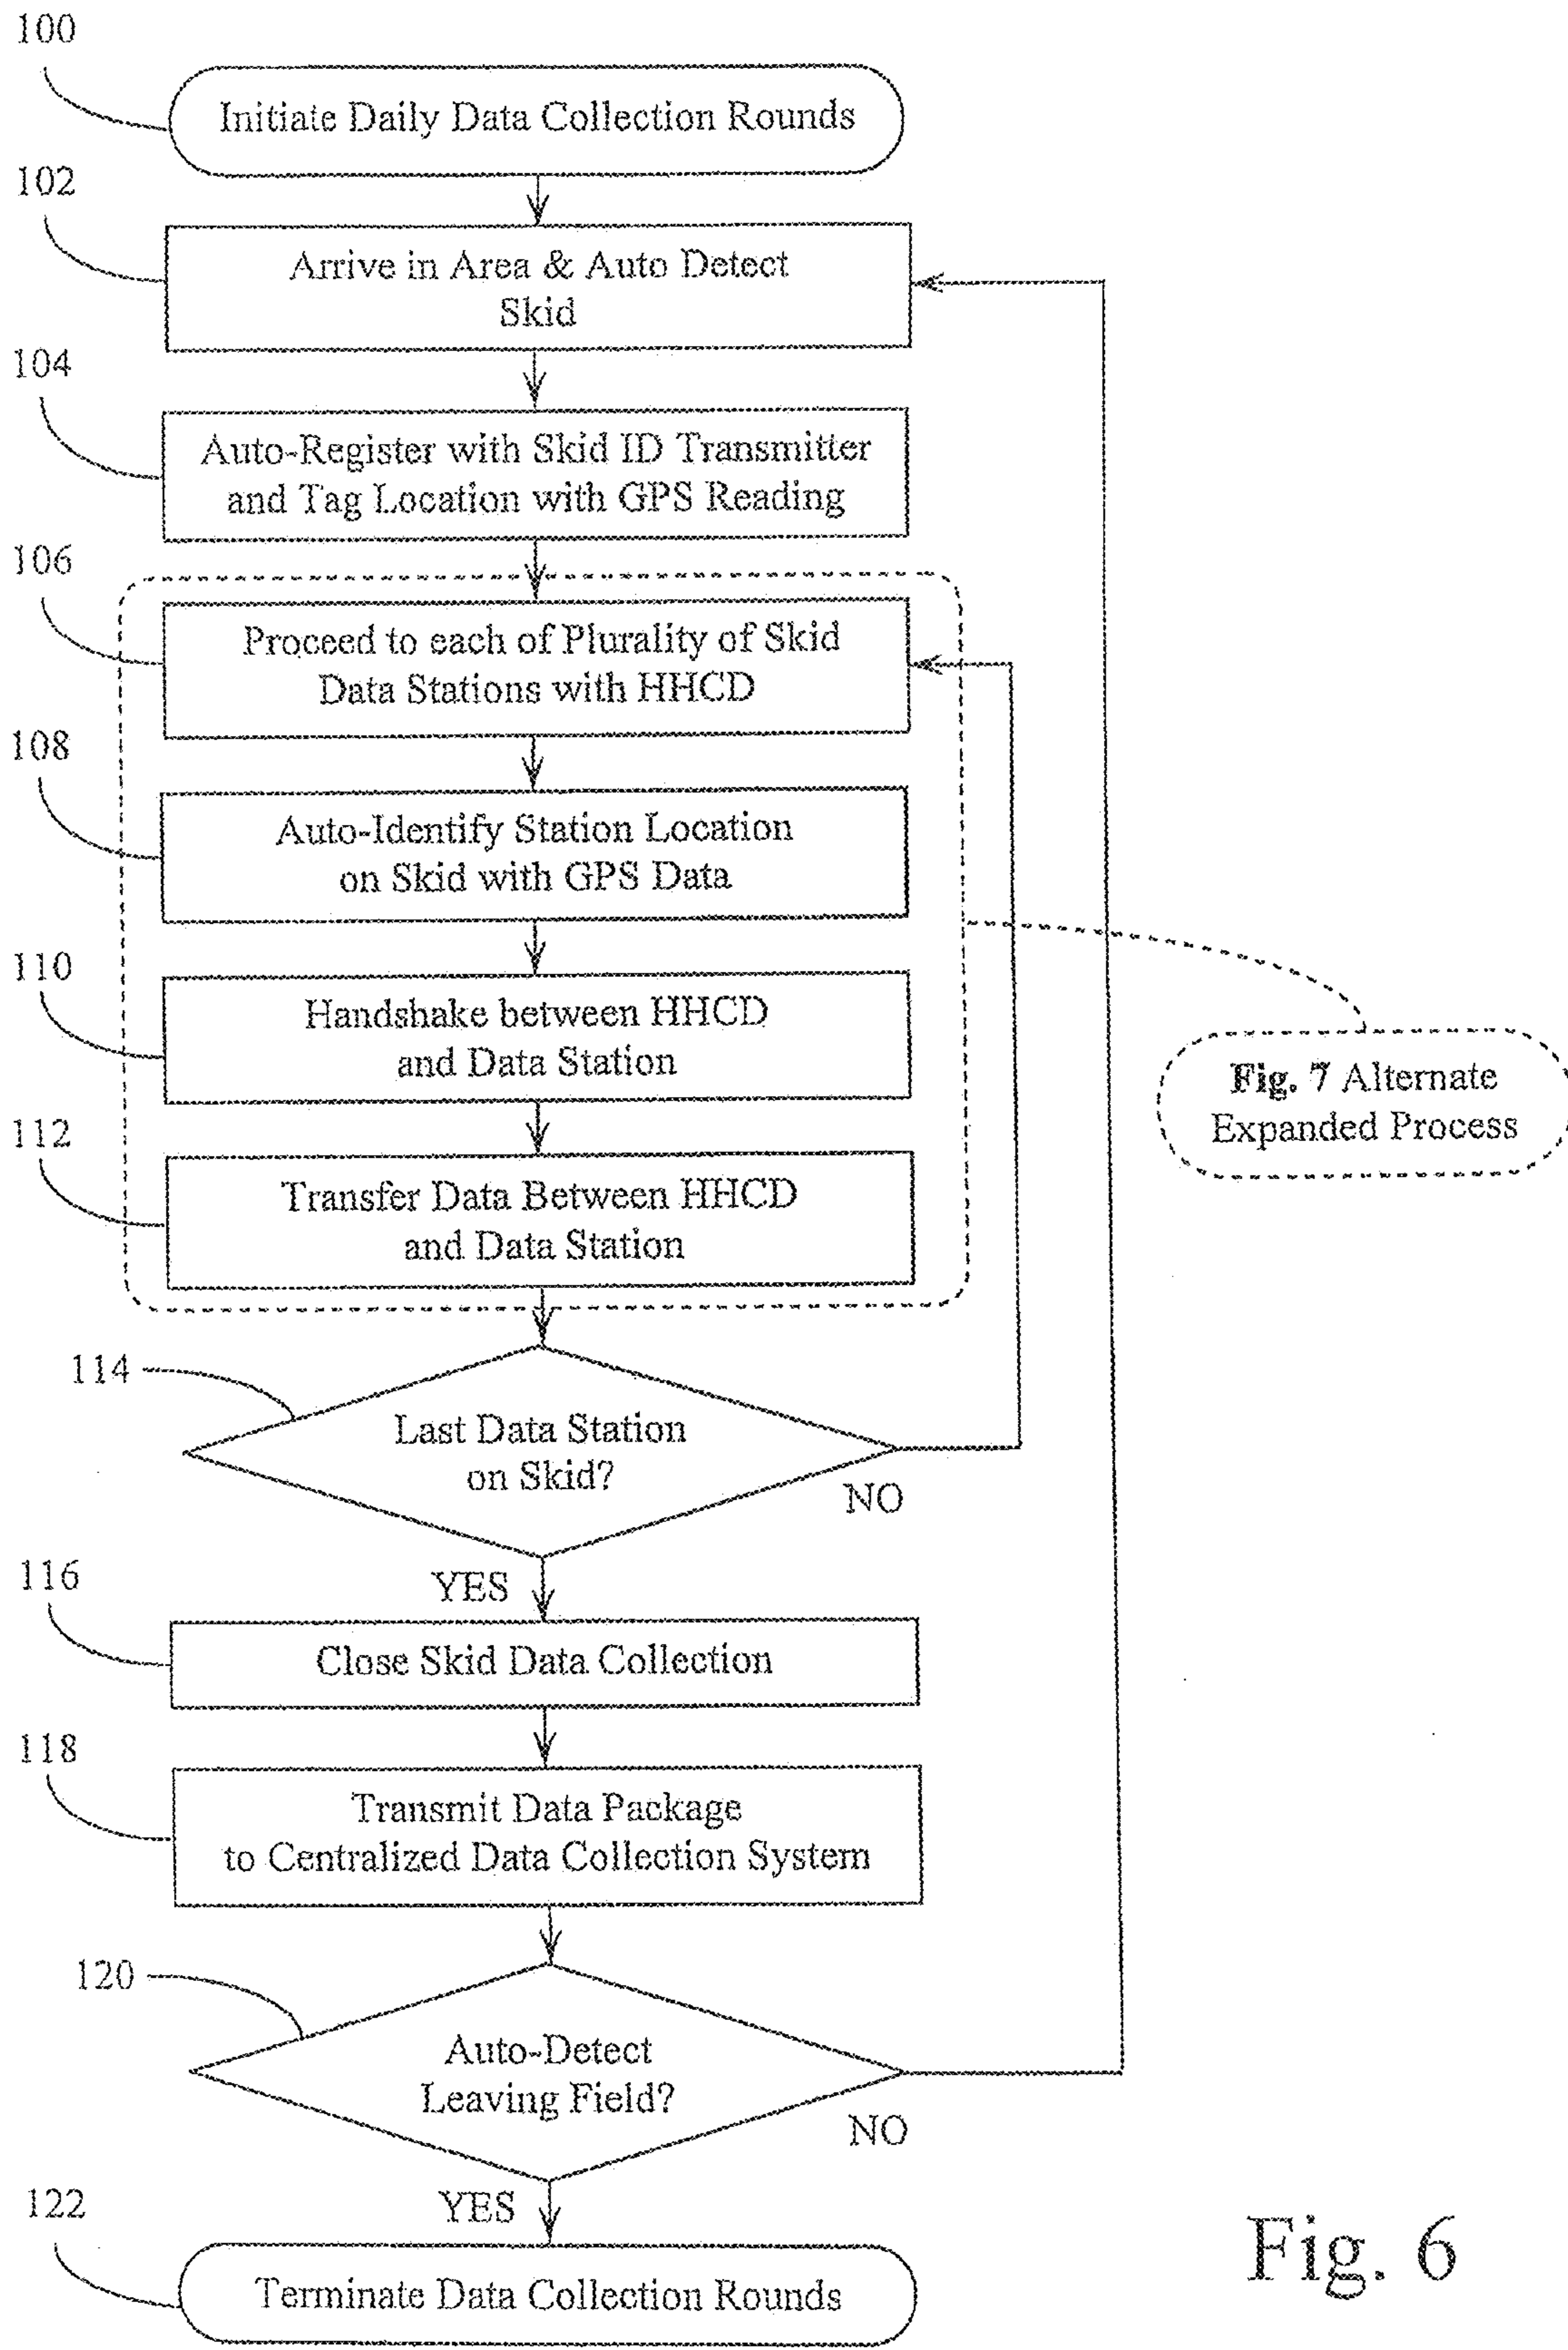 100
Initiate Daily Data Collection Rounds
102
Arrive in Area & Auto Detect
Skid
104
Auto-Register with Skid ID Transmitter
and Tag Location with GPS Reading
106
Proceed to each of Plurality of Skid
Data Stations with HHCD
108
Auto-Identify Station Location
on Skid with GPS Data
110
Handshake between HHCD
and Data Station
Fig. 7 Alternate
Expanded Process
112
Transfer Data Between HHCD
and Data Station
114
Last Data Station
on Skid?
NO
YES
116
Close Skid Data Collection
118
Transmit Data Package
to Centralized Data Collection System
120
Auto-Detect
Leaving Field?
NO
YES
122
Terminate Data Collection Rounds
Fig. 6